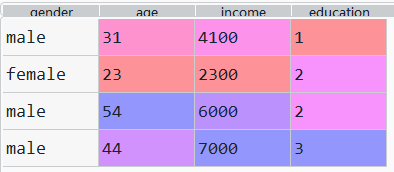 gender age income education
male 31 4100 1
female 23 2300 2
male 54 6000 2
male 44 7000 3